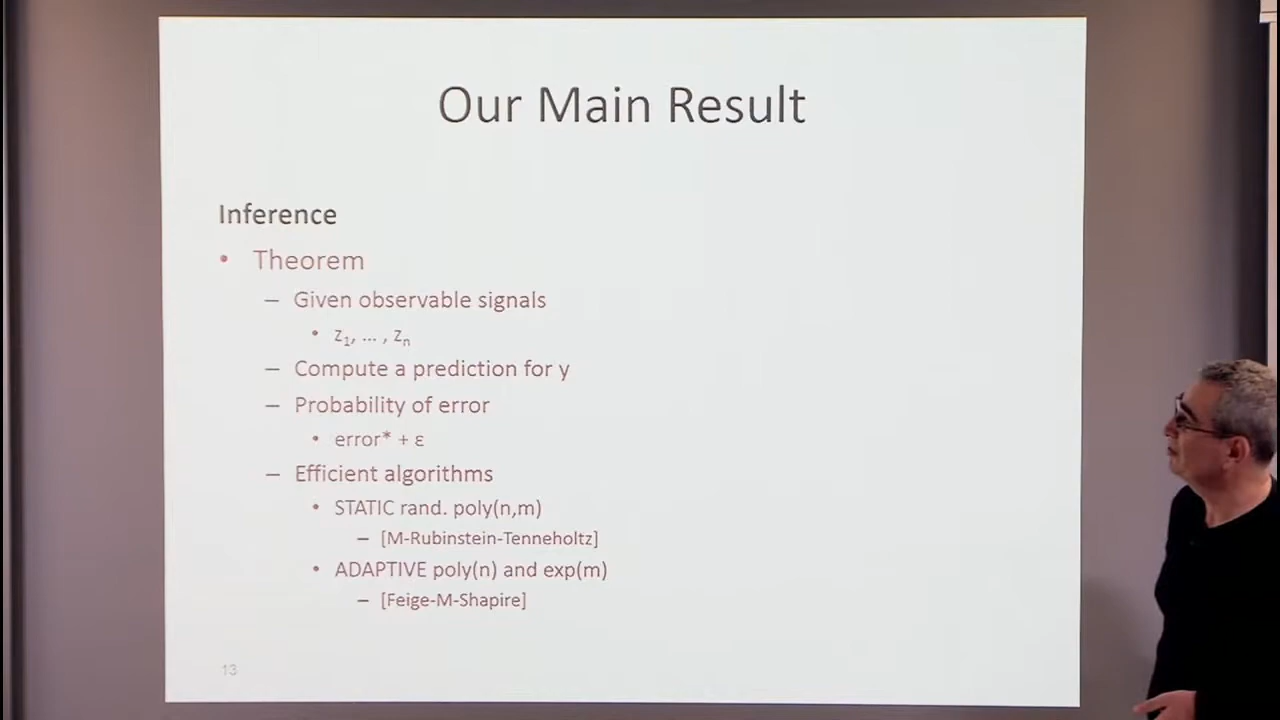 Our Main Result
Inference
• Theorem
– Given observable signals
• z₁, ... , zₙ
– Compute a prediction for y
– Probability of error
• error* + ε
– Efficient algorithms
• STATIC rand. poly(n,m)
– [M-Rubinstein-Tenneholtz]
• ADAPTIVE poly(n) and exp(m)
– [Feige-M-Shapire]
13